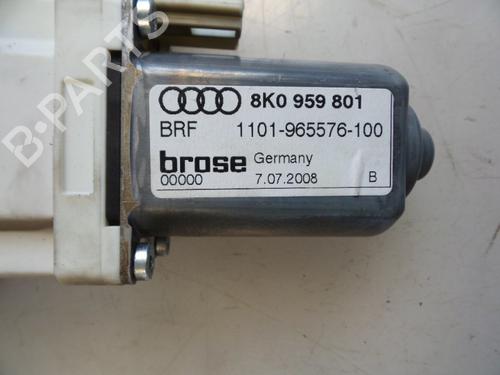 B-PARTS
8K0 959 801
BRF 1101-965576-100
brose Germany
00000 7.07.2008 B